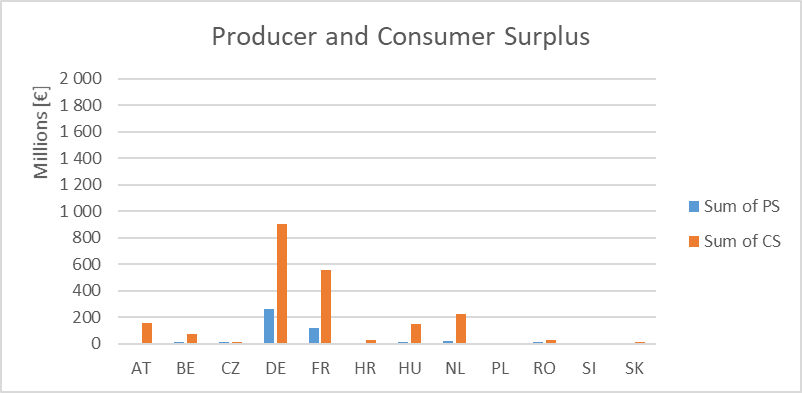 Producer and Consumer Surplus
Millions [€]
2 000
1 800
1 600
1 400
1 200
1 000
800
600
400
200
0
AT BE CZ DE FR HR HU NL PL RO SI SK
Sum of PS
Sum of CS